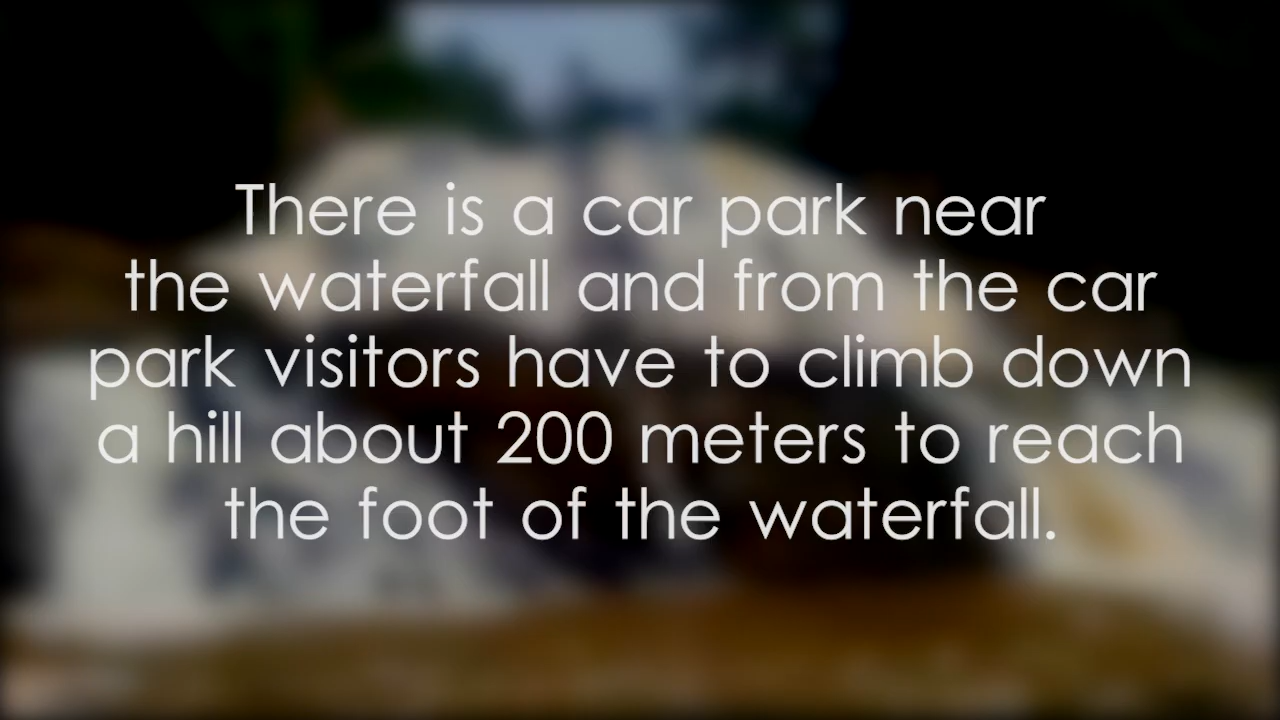 There is a car park near
the waterfall and from the car
park visitors have to climb down
a hill about 200 meters to reach
the foot of the waterfall.